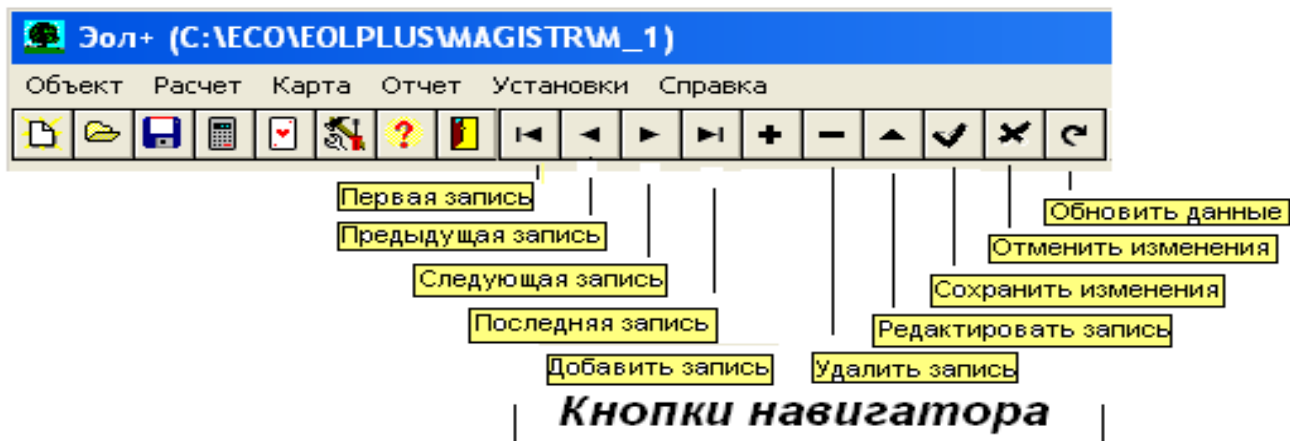 Эол+ (C:\ECO\EOLPLUS\MAGISTR\M_1)
Объект Расчет Карта Отчет Установки Справка
Первая запись
Обновить данные
Предыдущая запись
Отменить изменения
Следующая запись
Сохранить изменения
Последняя запись
Редактировать запись
Добавить запись
Удалить запись
Кнопки навигатора